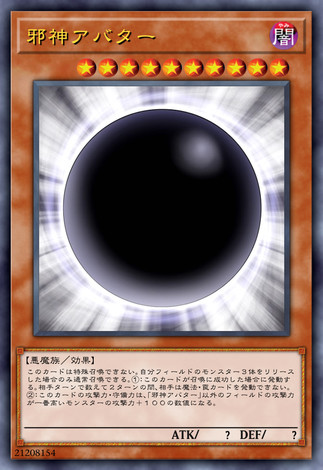 邪神アバター
やみ
闇
【悪魔族／効果】
このカードは特殊召喚できない。自分フィールドのモンスター３体をリリース
した場合のみ通常召喚できる。①：このカードが召喚に成功した場合に発動す
る。相手ターンで数えて２ターンの間、相手は魔法・罠カードを発動できない。
②：このカードの攻撃力・守備力は、「邪神アバター」以外のフィールドの攻撃力
が一番高いモンスターの攻撃力＋１００の数値になる。
ATK/ ? DEF/ ?
21208154